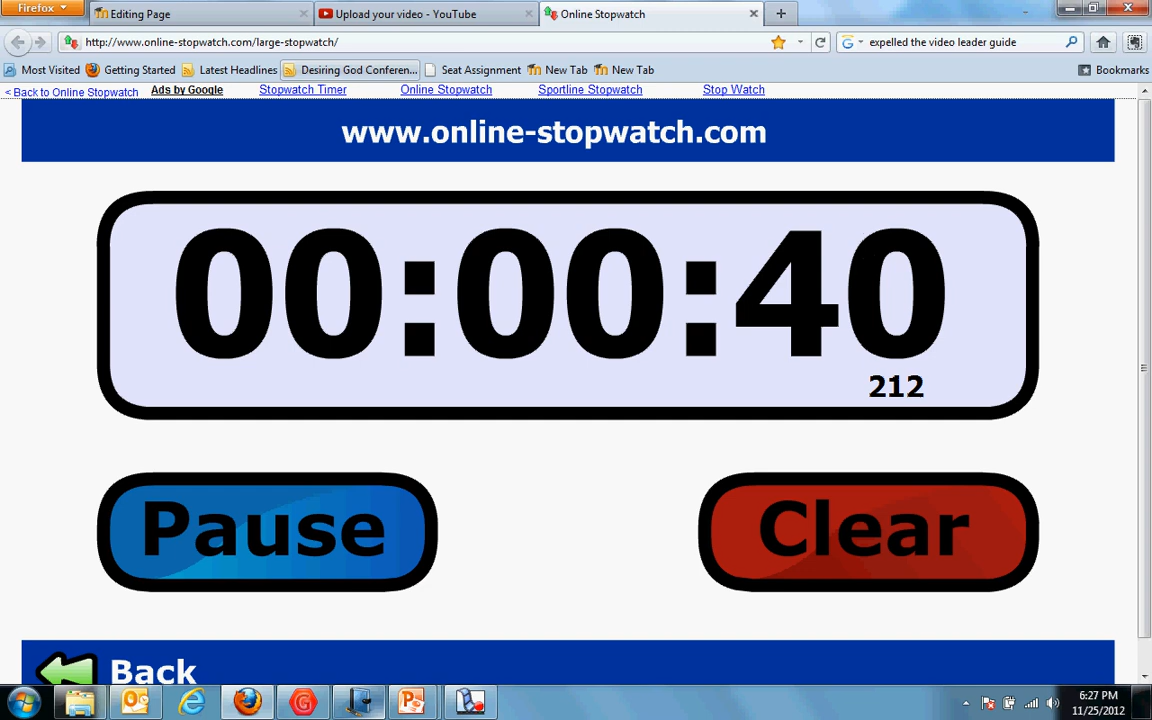 Firefox
Editing Page
Upload your video - YouTube
Online Stopwatch
http://www.online-stopwatch.com/large-stopwatch/
expelled the video leader guide
Most Visited
Getting Started
Latest Headlines
Desiring God Conferen...
Seat Assignment
New Tab
New Tab
Bookmarks
< Back to Online Stopwatch
Ads by Google
Stopwatch Timer
Online Stopwatch
Sportline Stopwatch
Stop Watch
www.online-stopwatch.com
00:00:40
212
Pause
Clear
Back
6:27 PM
11/25/2012